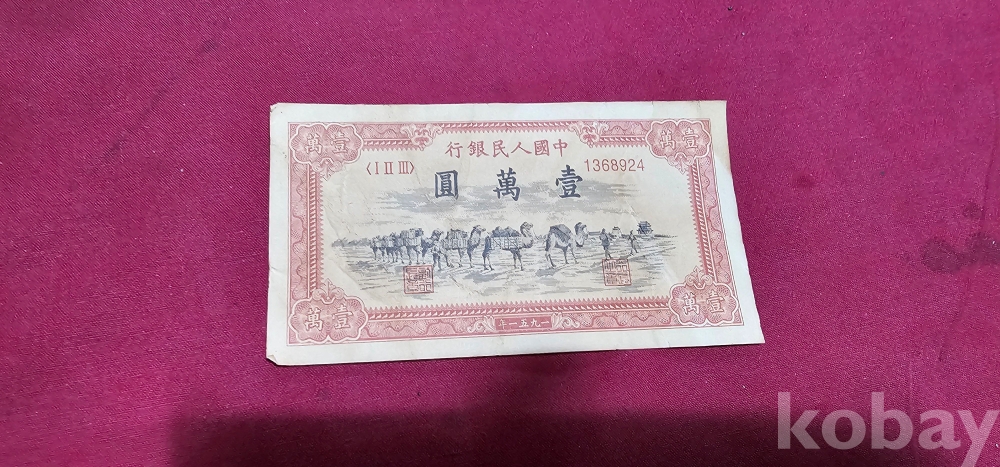 中國人民銀行
〈I II III〉
1368924
壹萬圓
壹萬
壹萬
壹萬
壹萬
一九五一年
kobay